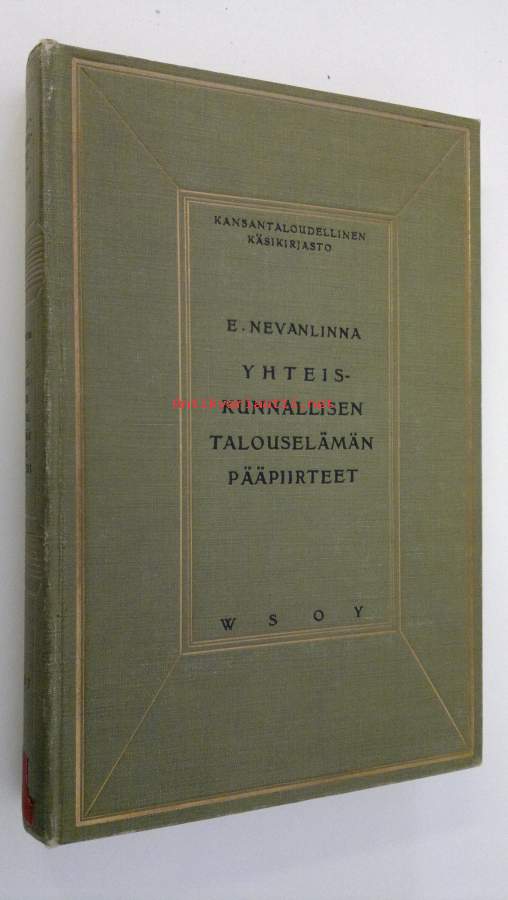 KANSANTALOUDELLINEN
KÄSIKIRJASTO
E. NEVANLINNA
YHTEIS-
KUNNALLISEN
TALOUSELÄMÄN
PÄÄPIIRTEET
W S O Y